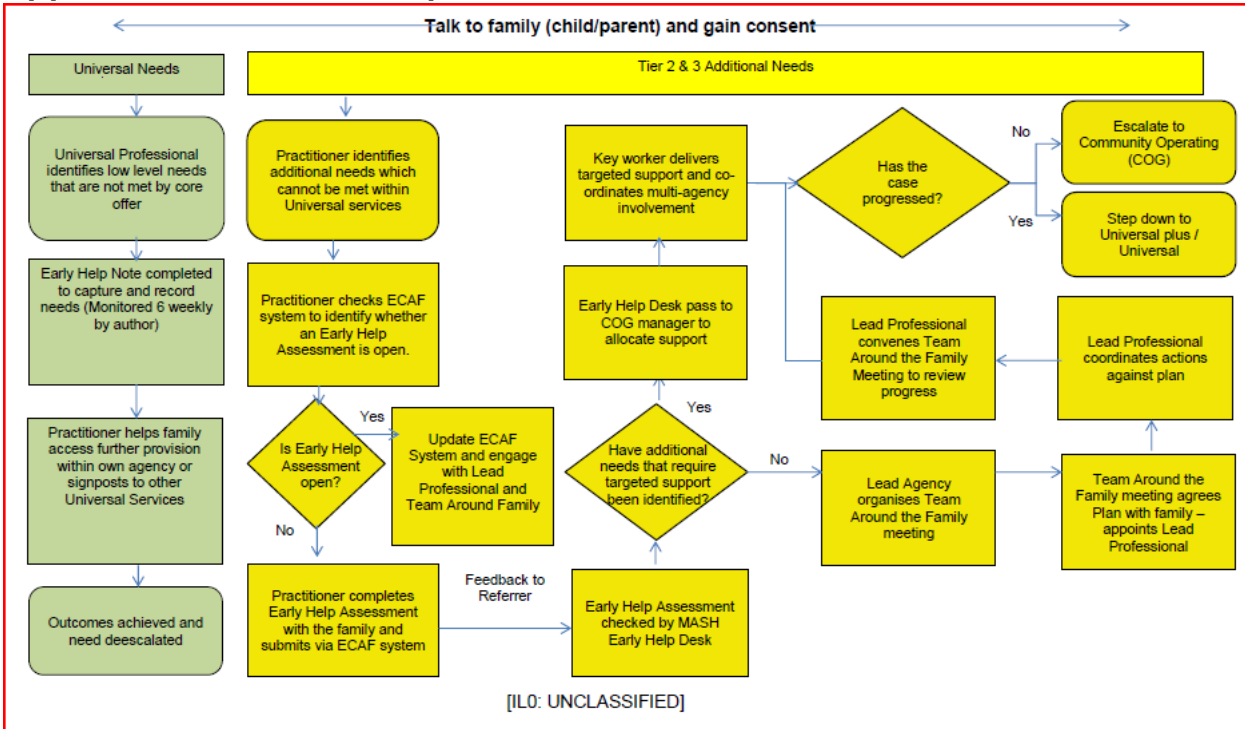 Talk to family (child/parent) and gain consent
Universal Needs
Tier 2 & 3 Additional Needs
Universal Professional
identifies low level needs
that are not met by core
offer
Early Help Note completed
to capture and record
needs (Monitored 6 weekly
by author)
Practitioner helps family
access further provision
within own agency or
signposts to other
Universal Services
Outcomes achieved and
need deescalated
Practitioner identifies
additional needs which
cannot be met within
Universal services
Practitioner checks ECAF
system to identify whether
an Early Help
Assessment is open.
Is Early Help
Assessment
open?
Yes
Update ECAF
System and engage
with Lead
Professional and
Team Around Family
No
Practitioner completes
Early Help Assessment
with the family and
submits via ECAF system
Feedback to
Referrer
Early Help Assessment
checked by MASH
Early Help Desk
Have additional
needs that require
targeted support
been identified?
Yes
Early Help Desk pass to
COG manager to
allocate support
Key worker delivers
targeted support and co-
ordinates multi-agency
involvement
No
Lead Agency
organises Team
Around the Family
meeting
Team Around the
Family meeting agrees
Plan with family –
appoints Lead
Professional
Lead Professional
coordinates actions
against plan
Lead Professional
convenes Team
Around the Family
Meeting to review
progress
Has the
case
progressed?
No
Escalate to
Community Operating
(COG)
Yes
Step down to
Universal plus /
Universal
[IL0: UNCLASSIFIED]